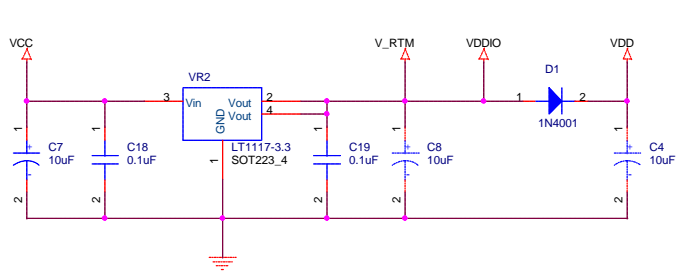 VCC
V_RTM
VDDIO
VDD
VR2
D1
3
Vin
Vout
2
Vout
4
GND
1
2
1N4001
1
LT1117-3.3
SOT223_4
1
+
C7
10uF
-
2
1
C18
0.1uF
2
1
C19
0.1uF
2
1
+
C8
10uF
-
2
1
+
C4
10uF
-
2